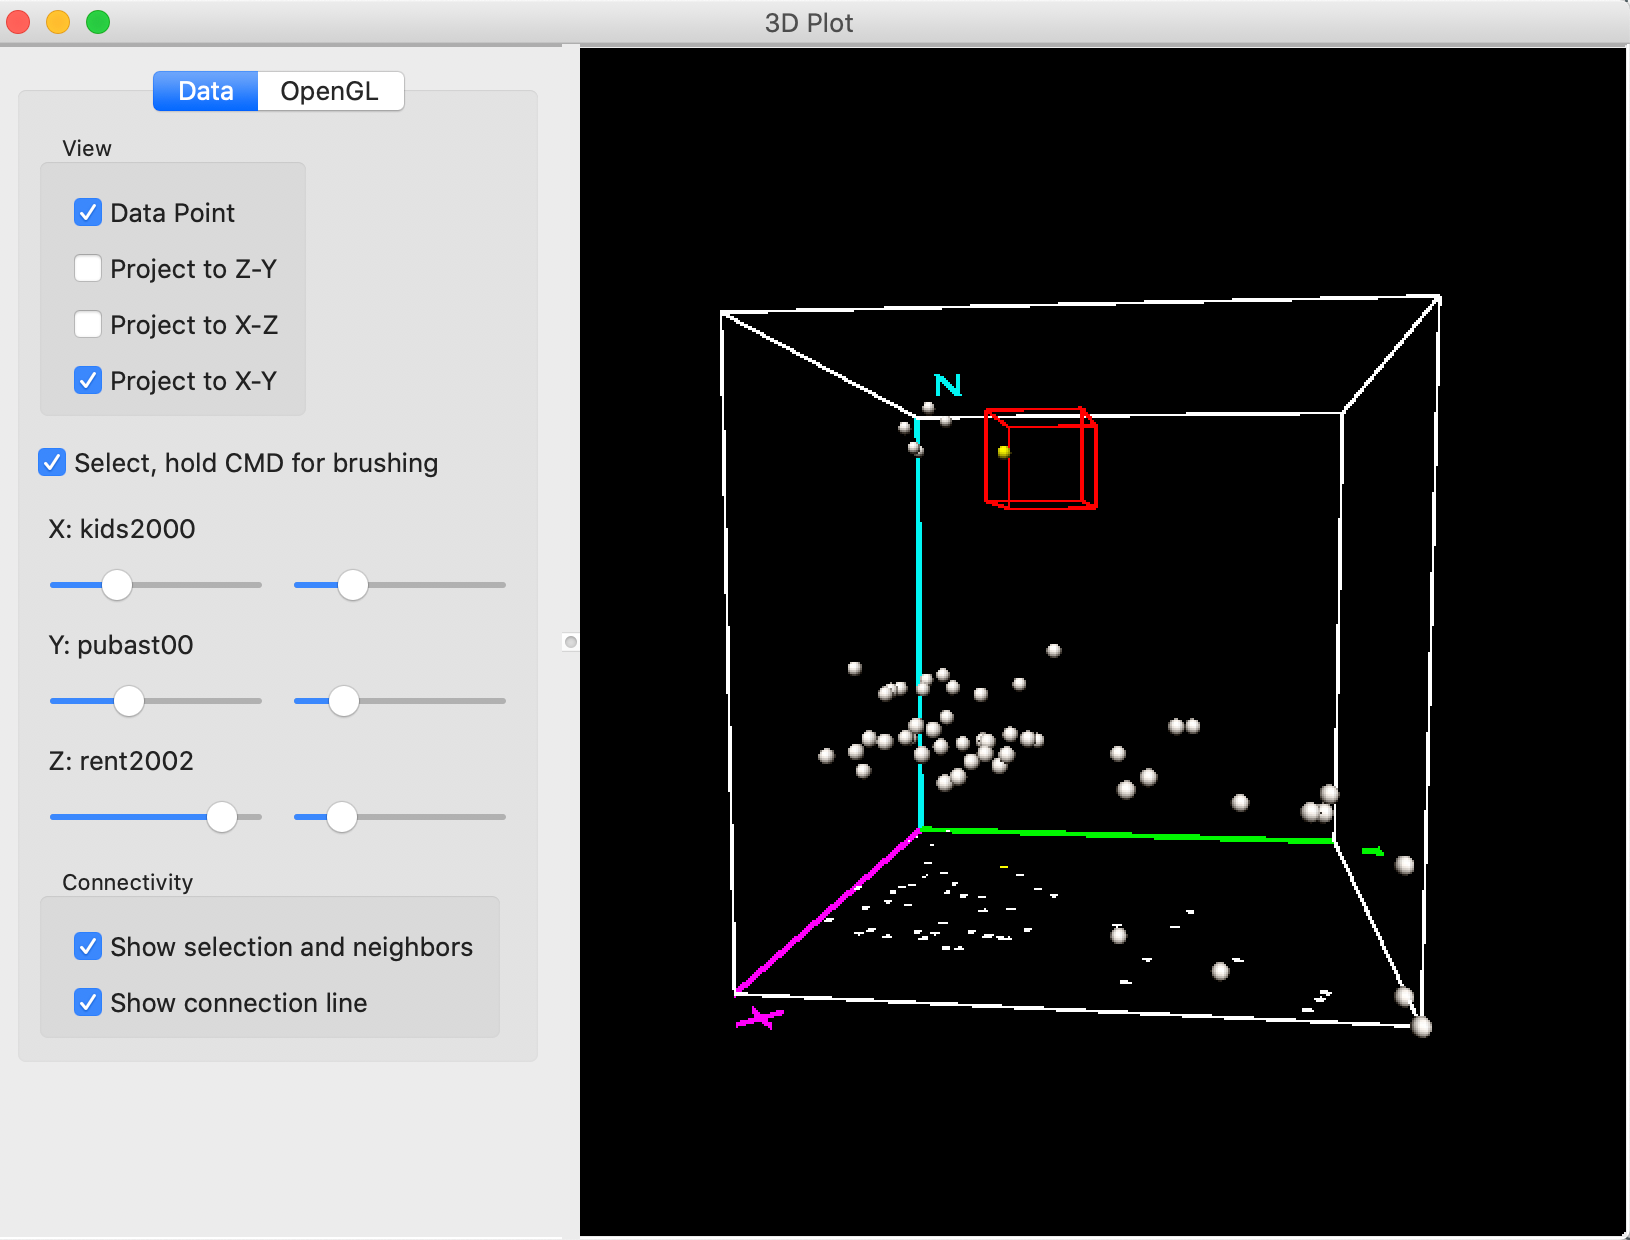 3D Plot
Data OpenGL
View
Data Point
Project to Z-Y
Project to X-Z
Project to X-Y
Select, hold CMD for brushing
X: kids2000
Y: pubast00
Z: rent2002
Connectivity
Show selection and neighbors
Show connection line
X